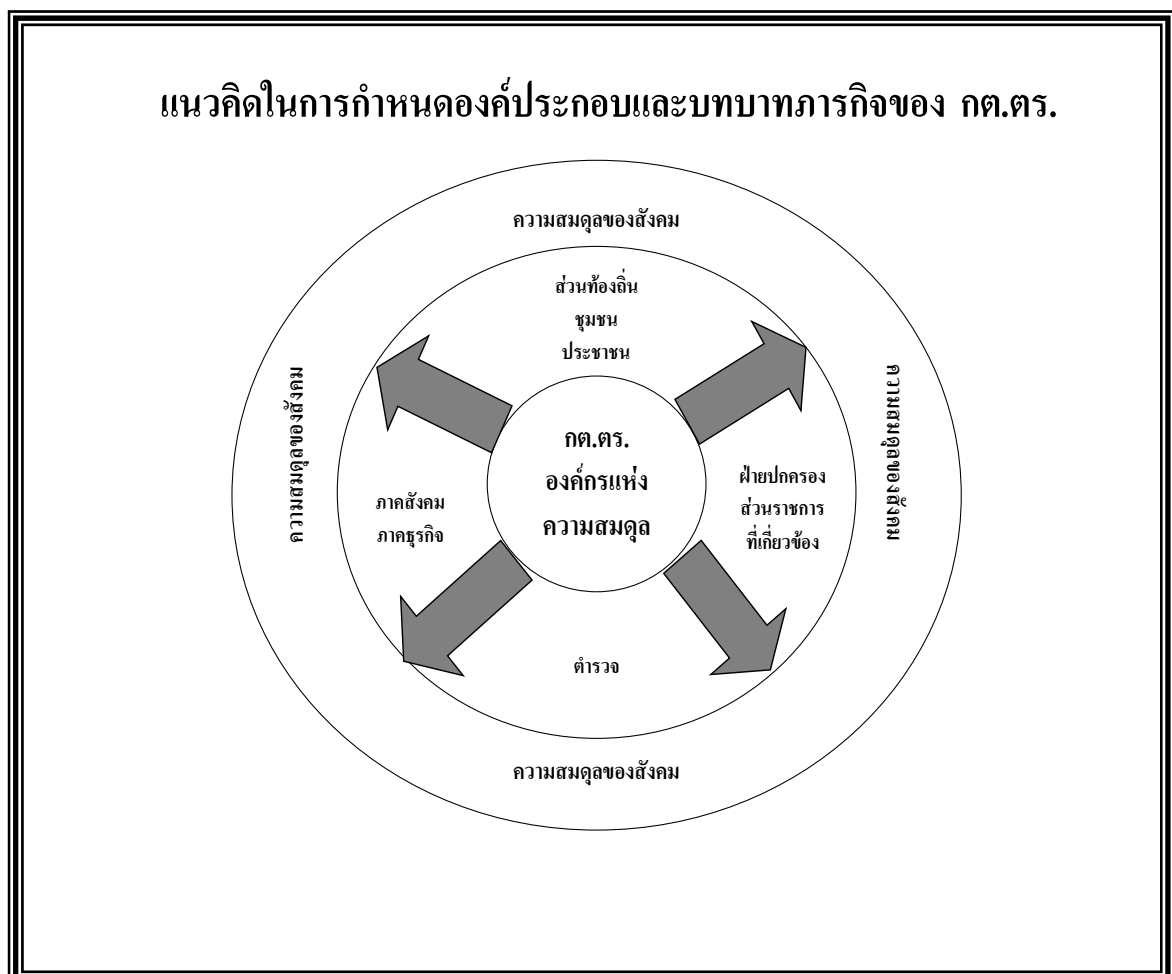 แนวคิดในการกำหนดองค์ประกอบและบทบาทภารกิจของ กต.ตร.
ความสมดุลของสังคม
ส่วนท้องถิ่น
ชุมชน
ประชาชน
ความสมดุลของสังคม
ภาคสังคม
ภาคธุรกิจ
กต.ตร.
องค์กรแห่ง
ความสมดุล
ฝ่ายปกครอง
ส่วนราชการ
ที่เกี่ยวข้อง
ความสมดุลของสังคม
ตำรวจ
ความสมดุลของสังคม